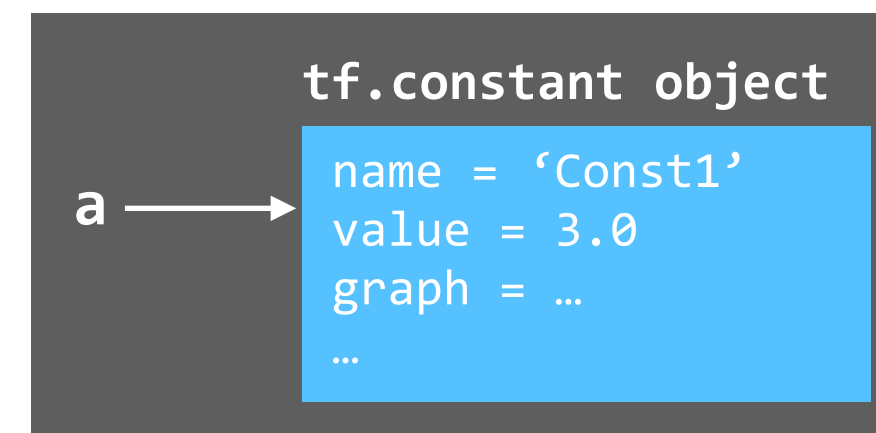 tf.constant object
a
name = ‘Const1’
value = 3.0
graph = …
…